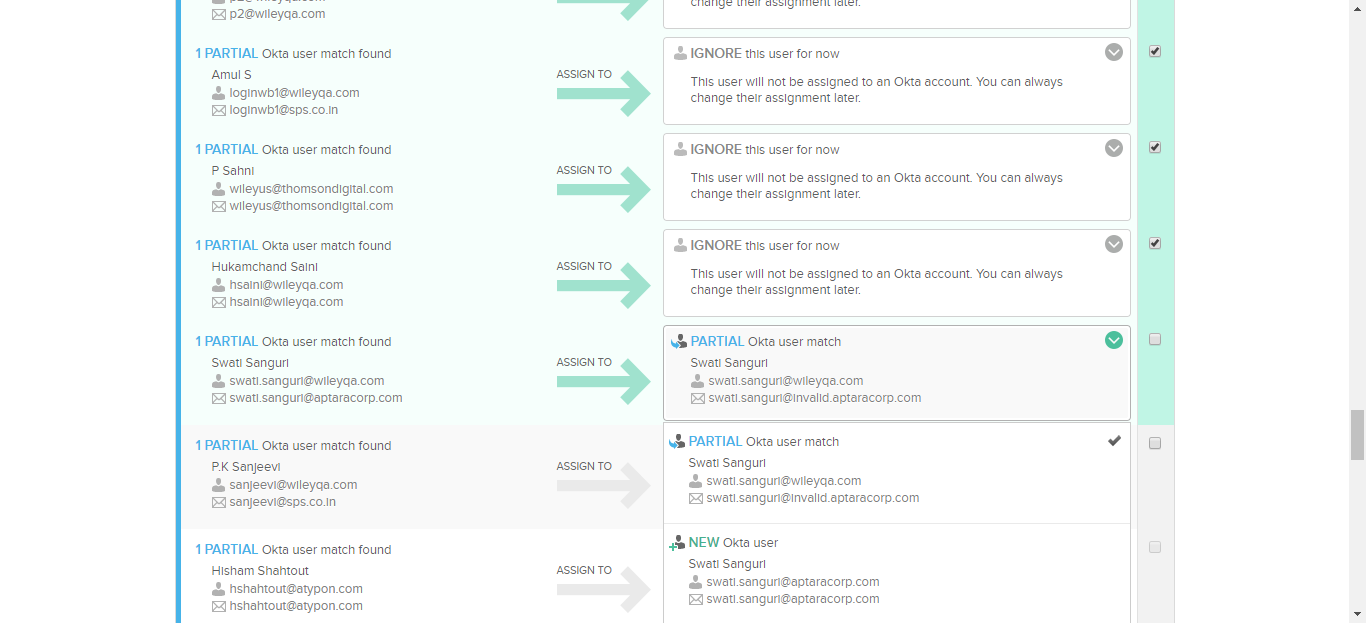 p2@wileyqa.com
change their assignment later.
1 PARTIAL Okta user match found
Amul S
loginwb1@wileyqa.com
loginwb1@sps.co.in
ASSIGN TO
IGNORE this user for now
This user will not be assigned to an Okta account. You can always
change their assignment later.
1 PARTIAL Okta user match found
P Sahni
wileyus@thomsondigital.com
wileyus@thomsondigital.com
ASSIGN TO
IGNORE this user for now
This user will not be assigned to an Okta account. You can always
change their assignment later.
1 PARTIAL Okta user match found
Hukamchand Saini
hsaini@wileyqa.com
hsaini@wileyqa.com
ASSIGN TO
IGNORE this user for now
This user will not be assigned to an Okta account. You can always
change their assignment later.
1 PARTIAL Okta user match found
Swati Sanguri
swati.sanguri@wileyqa.com
swati.sanguri@aptaracorp.com
ASSIGN TO
PARTIAL Okta user match
Swati Sanguri
swati.sanguri@wileyqa.com
swati.sanguri@invalid.aptaracorp.com
1 PARTIAL Okta user match found
P.K Sanjeevi
sanjeevi@wileyqa.com
sanjeevi@sps.co.in
ASSIGN TO
PARTIAL Okta user match
Swati Sanguri
swati.sanguri@wileyqa.com
swati.sanguri@invalid.aptaracorp.com
1 PARTIAL Okta user match found
Hisham Shahtout
hshahtout@atypon.com
hshahtout@atypon.com
ASSIGN TO
NEW Okta user
Swati Sanguri
swati.sanguri@aptaracorp.com
swati.sanguri@aptaracorp.com